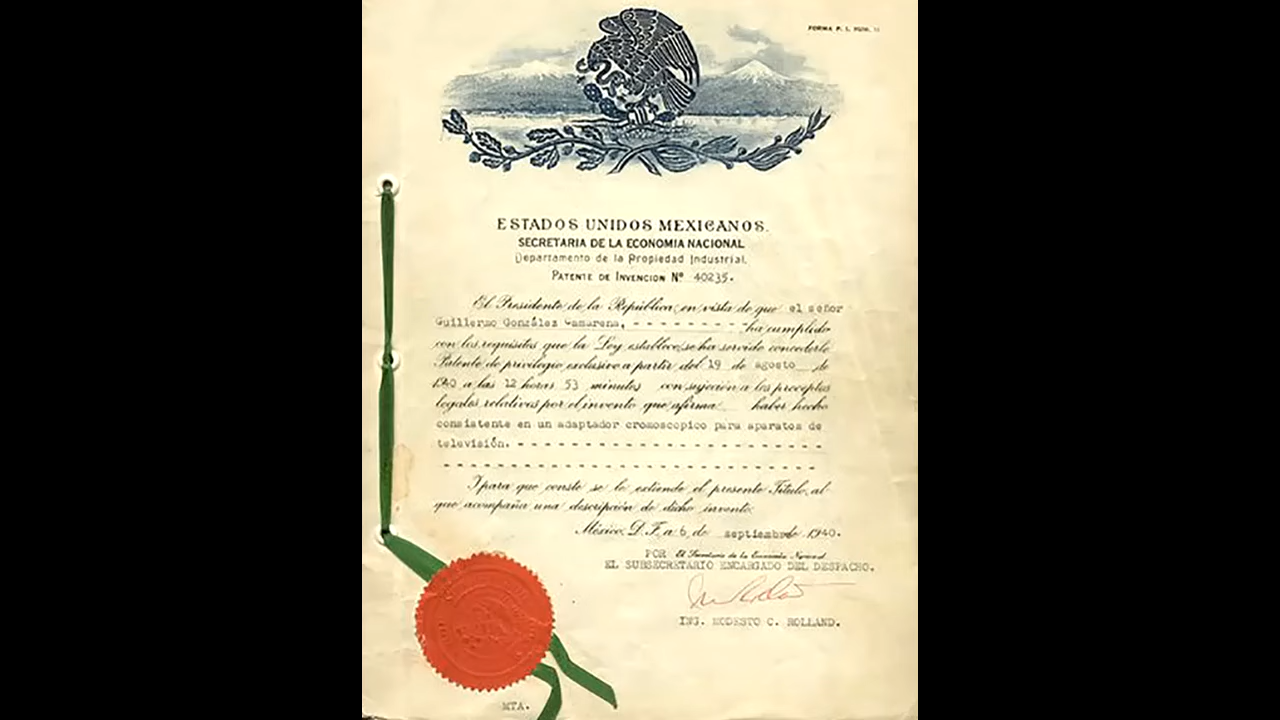 FORMA P. I. NUM. 11
ESTADOS UNIDOS MEXICANOS.
SECRETARIA DE LA ECONOMIA NACIONAL
Departamento de la Propiedad Industrial.
PATENTE DE INVENCION Nº 40235.
El Presidente de la República, en vista de que el señor
Guillermo González Camarena, - - - - - - - - - ha cumplido
con los requisitos que la Ley establece, se ha servido concederle
Patente de privilegio exclusivo a partir del 19 de agosto de
1940 a las 12 horas 53 minutos con sujeción a los preceptos
legales relativos por el invento que afirma haber hecho
consistente en un adaptador cromoscopico para aparatos de
televisión. - - - - - - - - - - - - - - - - - - - - - - - -
- - - - - - - - - - - - - - - - - - - - - - - - - - - - -
I para que conste se le extiende el presente Título, al
que acompaña una descripción de dicho invento.
México, D. F. a 6 de septiembre de 1940.
POR El Secretario de la Economía Nacional
EL SUBSECRETARIO ENCARGADO DEL DESPACHO.
ING. MODESTO C. ROLLAND.
MTA.